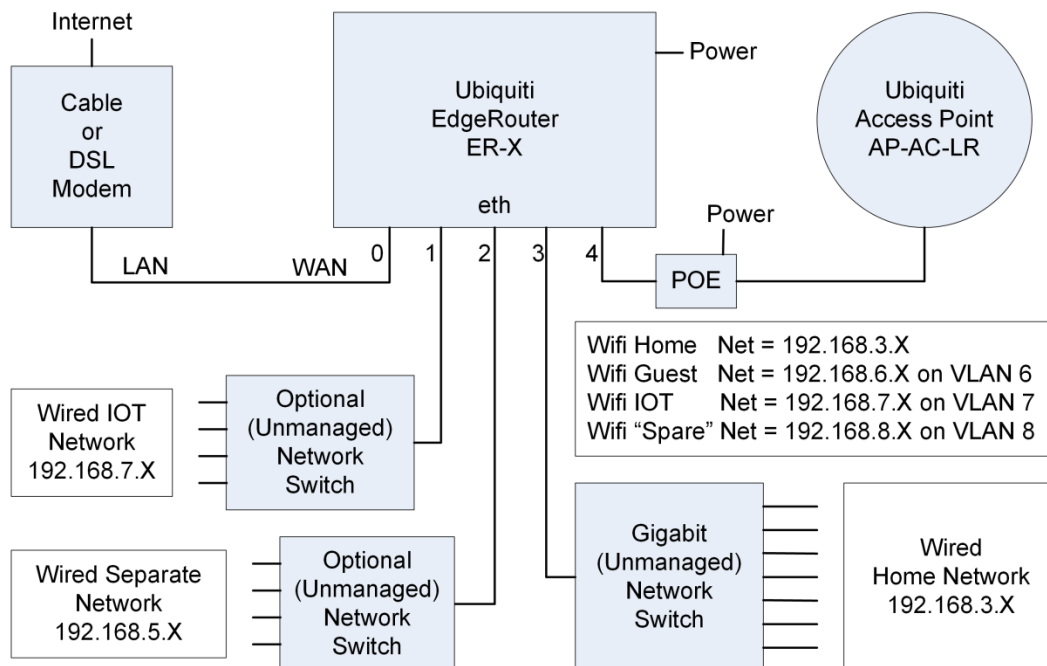 Internet
Cable
or
DSL
Modem
Ubiquiti
EdgeRouter
ER-X
eth
Power
Ubiquiti
Access Point
AP-AC-LR
0
1
2
3
4
LAN
WAN
Power
POE
Wifi Home Net = 192.168.3.X
Wifi Guest Net = 192.168.6.X on VLAN 6
Wifi IOT Net = 192.168.7.X on VLAN 7
Wifi “Spare” Net = 192.168.8.X on VLAN 8
Wired IOT
Network
192.168.7.X
Optional
(Unmanaged)
Network
Switch
Wired Separate
Network
192.168.5.X
Optional
(Unmanaged)
Network
Switch
Gigabit
(Unmanaged)
Network
Switch
Wired
Home Network
192.168.3.X